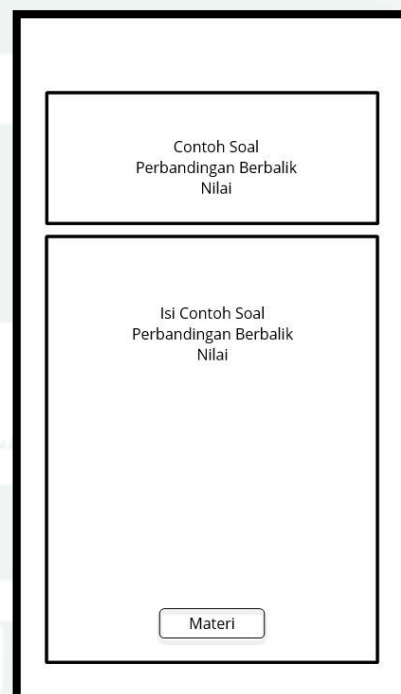 Contoh Soal
Perbandingan Berbalik
Nilai
Isi Contoh Soal
Perbandingan Berbalik
Nilai
Materi